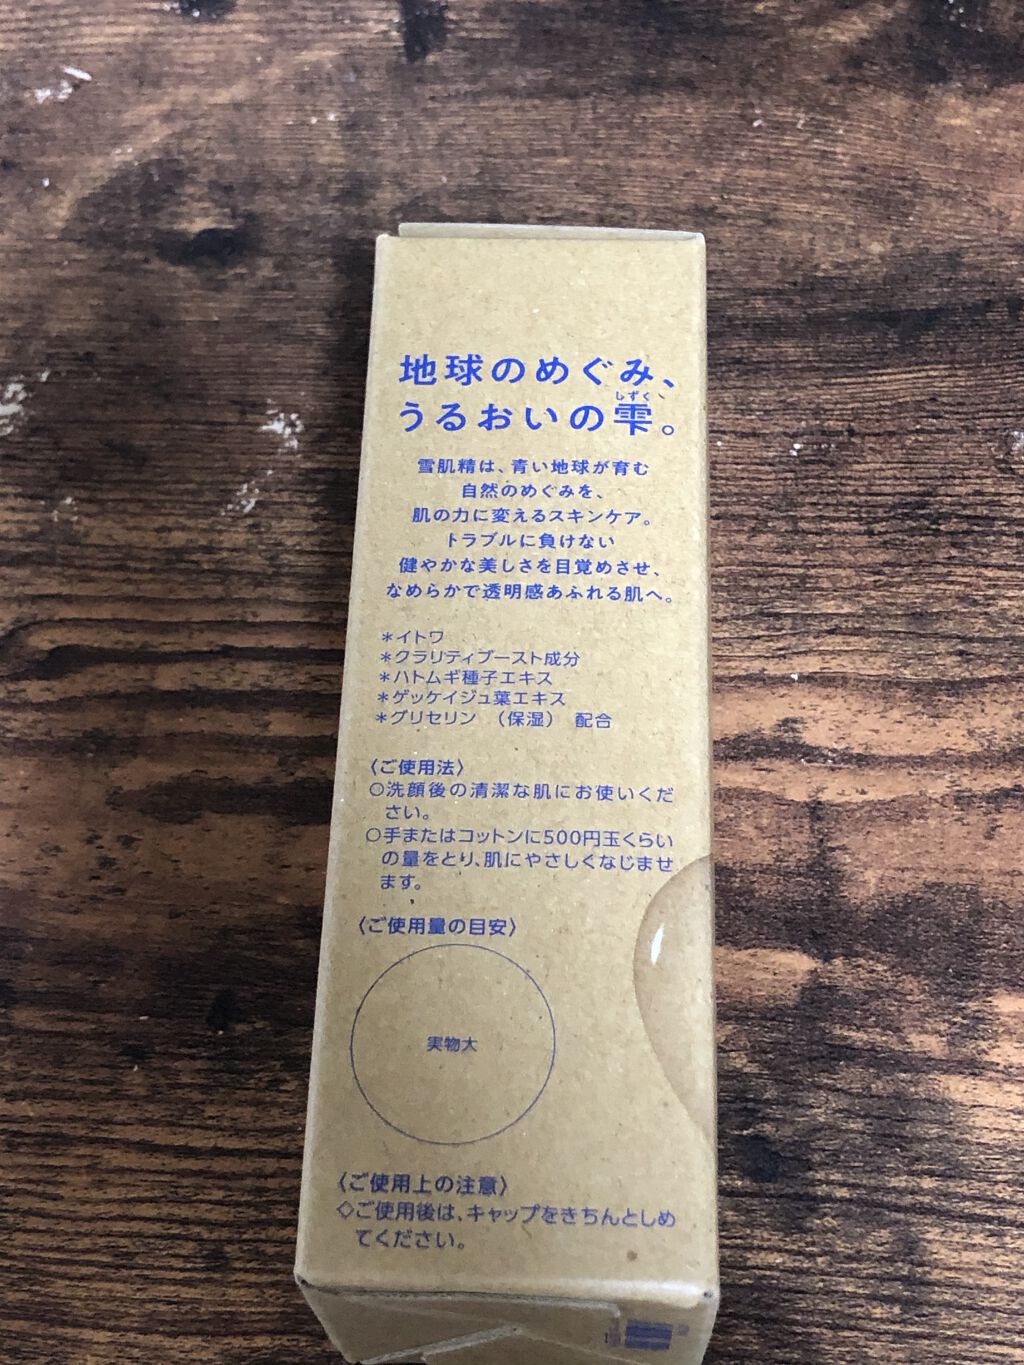 地球のめぐみ、
しずく
うるおいの雫。
雪肌精は、青い地球が育む
自然のめぐみを、
肌の力に変えるスキンケア。
トラブルに負けない
健やかな美しさを目覚めさせ、
なめらかで透明感あふれる肌へ。
＊イトワ
＊クラリティブースト成分
＊ハトムギ種子エキス
＊ゲッケイジュ葉エキス
＊グリセリン （保湿） 配合
〈ご使用法〉
○洗顔後の清潔な肌にお使いくだ
さい。
○手またはコットンに500円玉くらい
の量をとり、肌にやさしくなじませ
ます。
〈ご使用量の目安〉
実物大
〈ご使用上の注意〉
◇ご使用後は、キャップをきちんとしめ
てください。